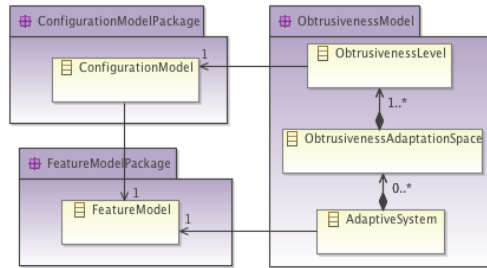 ConfigurationModelPackage
ObtrusivenessModel
ObtrusivenessLevel
1
ConfigurationModel
1..*
ObtrusivenessAdaptationSpace
FeatureModelPackage
1
0..*
FeatureModel
1
AdaptiveSystem